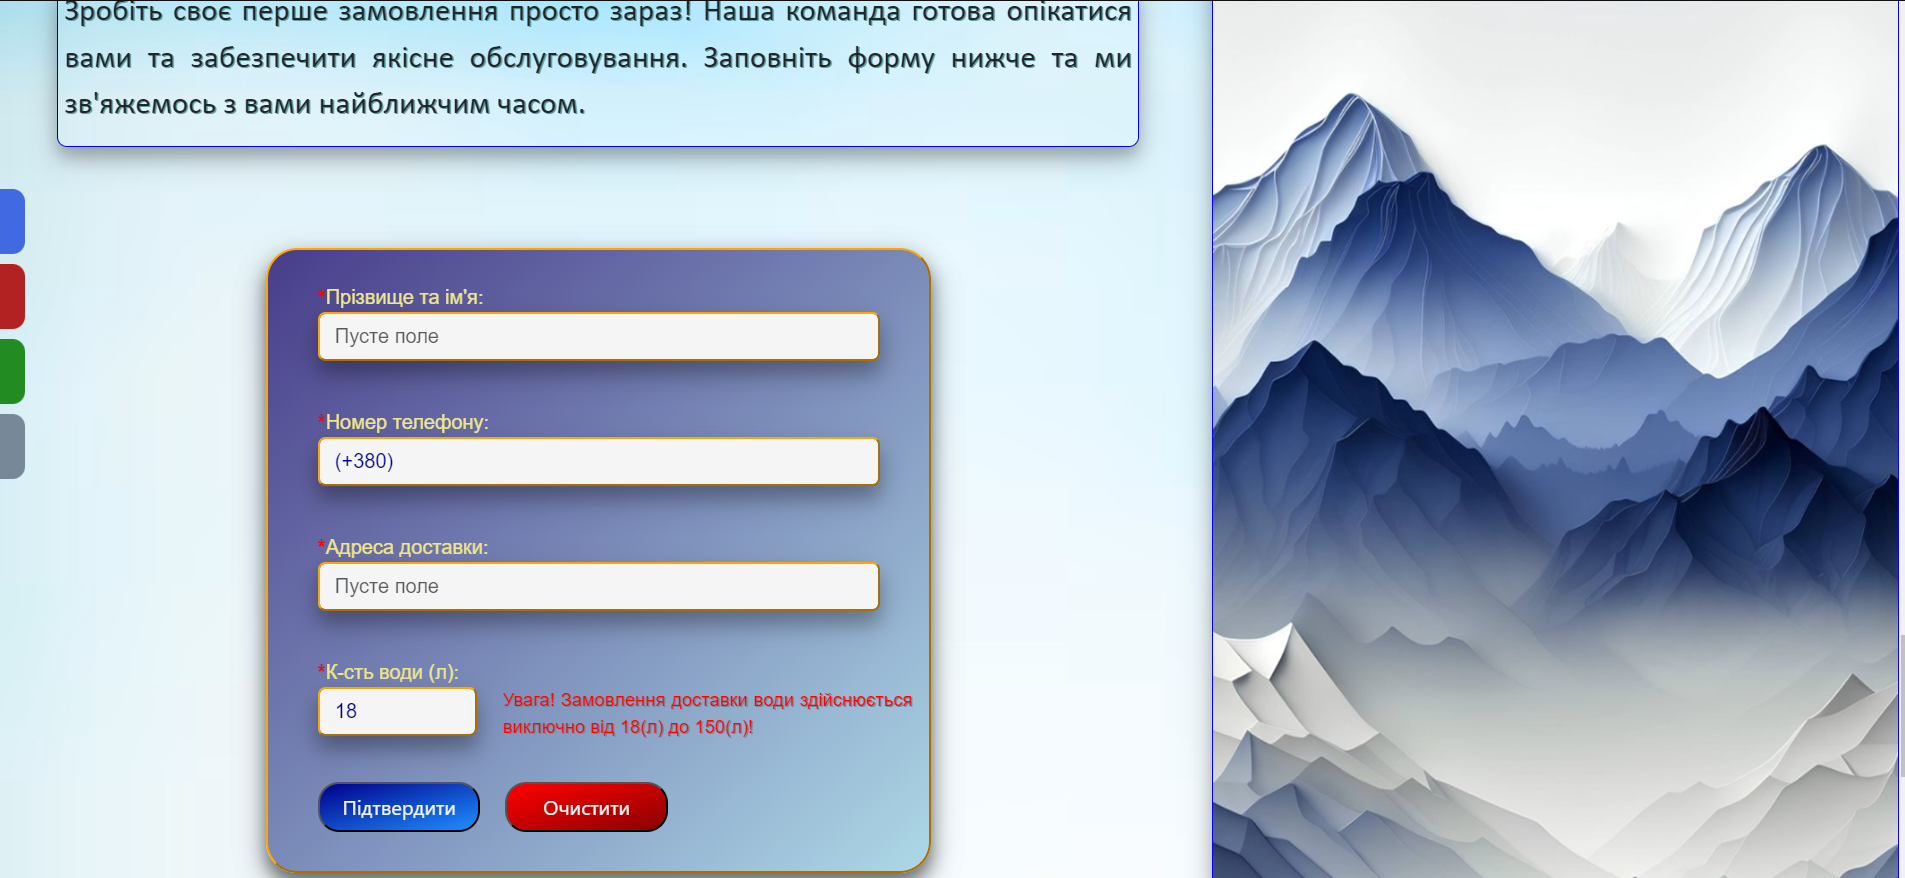 Зробіть своє перше замовлення просто зараз! Наша команда готова опікатися
вами та забезпечити якісне обслуговування. Заповніть форму нижче та ми
зв'яжемось з вами найближчим часом.
*Прізвище та ім'я:
Пусте поле
*Номер телефону:
(+380)
*Адреса доставки:
Пусте поле
*К-сть води (л):
18
Увага! Замовлення доставки води здійснюється
виключно від 18(л) до 150(л)!
Підтвердити
Очистити